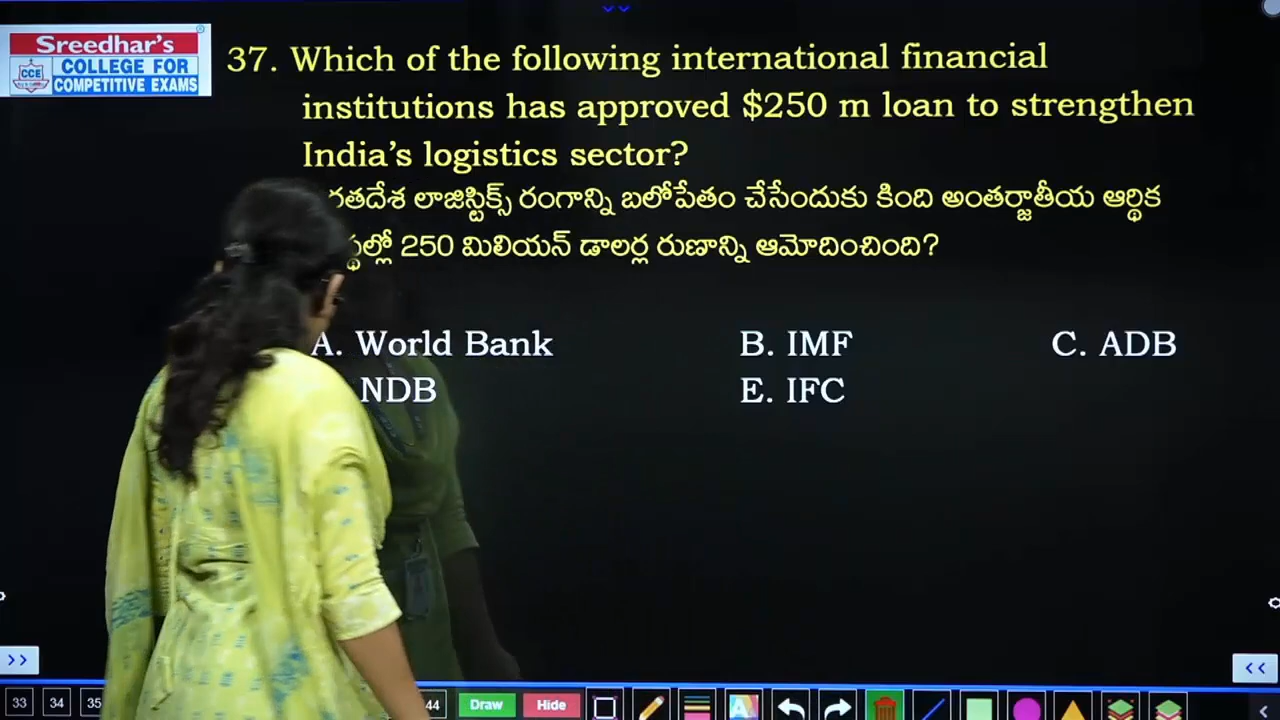 Sreedhar's
CCE
COLLEGE FOR
COMPETITIVE EXAMS
37. Which of the following international financial
institutions has approved $250 m loan to strengthen
India's logistics sector?
లాజిస్టిక్స్ రంగాన్ని బలోపేతం చేసేందుకు కింది అంతర్జాతీయ ఆర్థిక
250 మిలియన్ డాలర్ల రుణాన్ని ఆమోదించింది?
A. World Bank B. IMF C. ADB
NDB E. IFC
33 34 35 44 Draw Hide